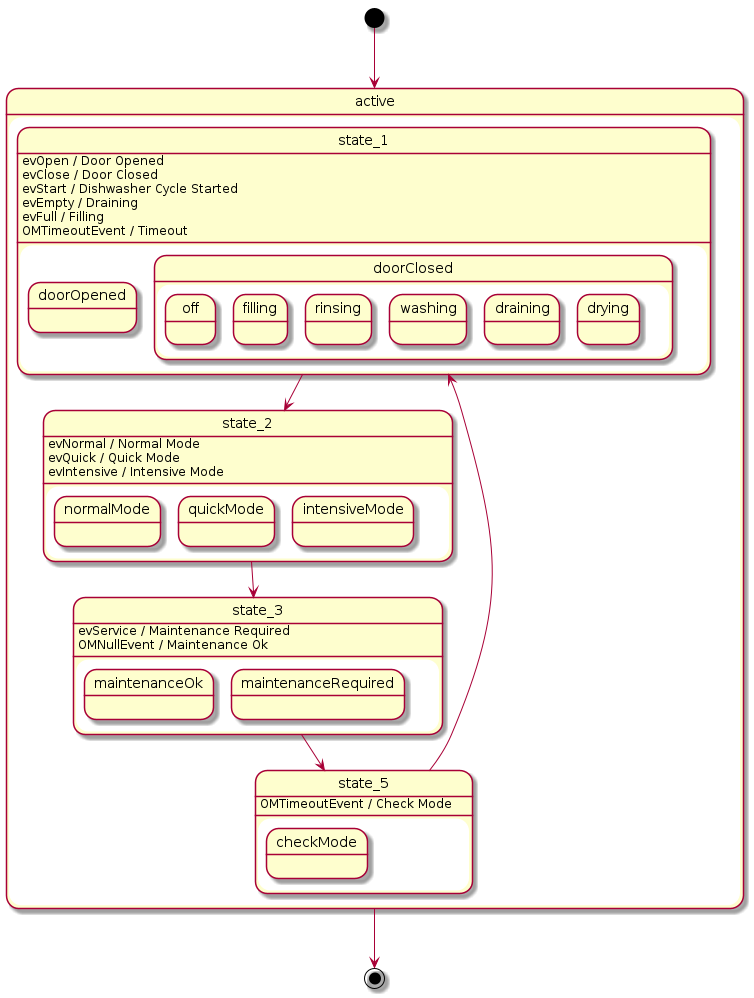 active
state_1
evOpen / Door Opened
evClose / Door Closed
evStart / Dishwasher Cycle Started
evEmpty / Draining
evFull / Filling
OMTimeoutEvent / Timeout
doorClosed
doorOpened
off filling rinsing washing draining drying
state_2
evNormal / Normal Mode
evQuick / Quick Mode
evIntensive / Intensive Mode
normalMode quickMode intensiveMode
state_3
evService / Maintenance Required
OMNullEvent / Maintenance Ok
maintenanceOk maintenanceRequired
state_5
OMTimeoutEvent / Check Mode
checkMode